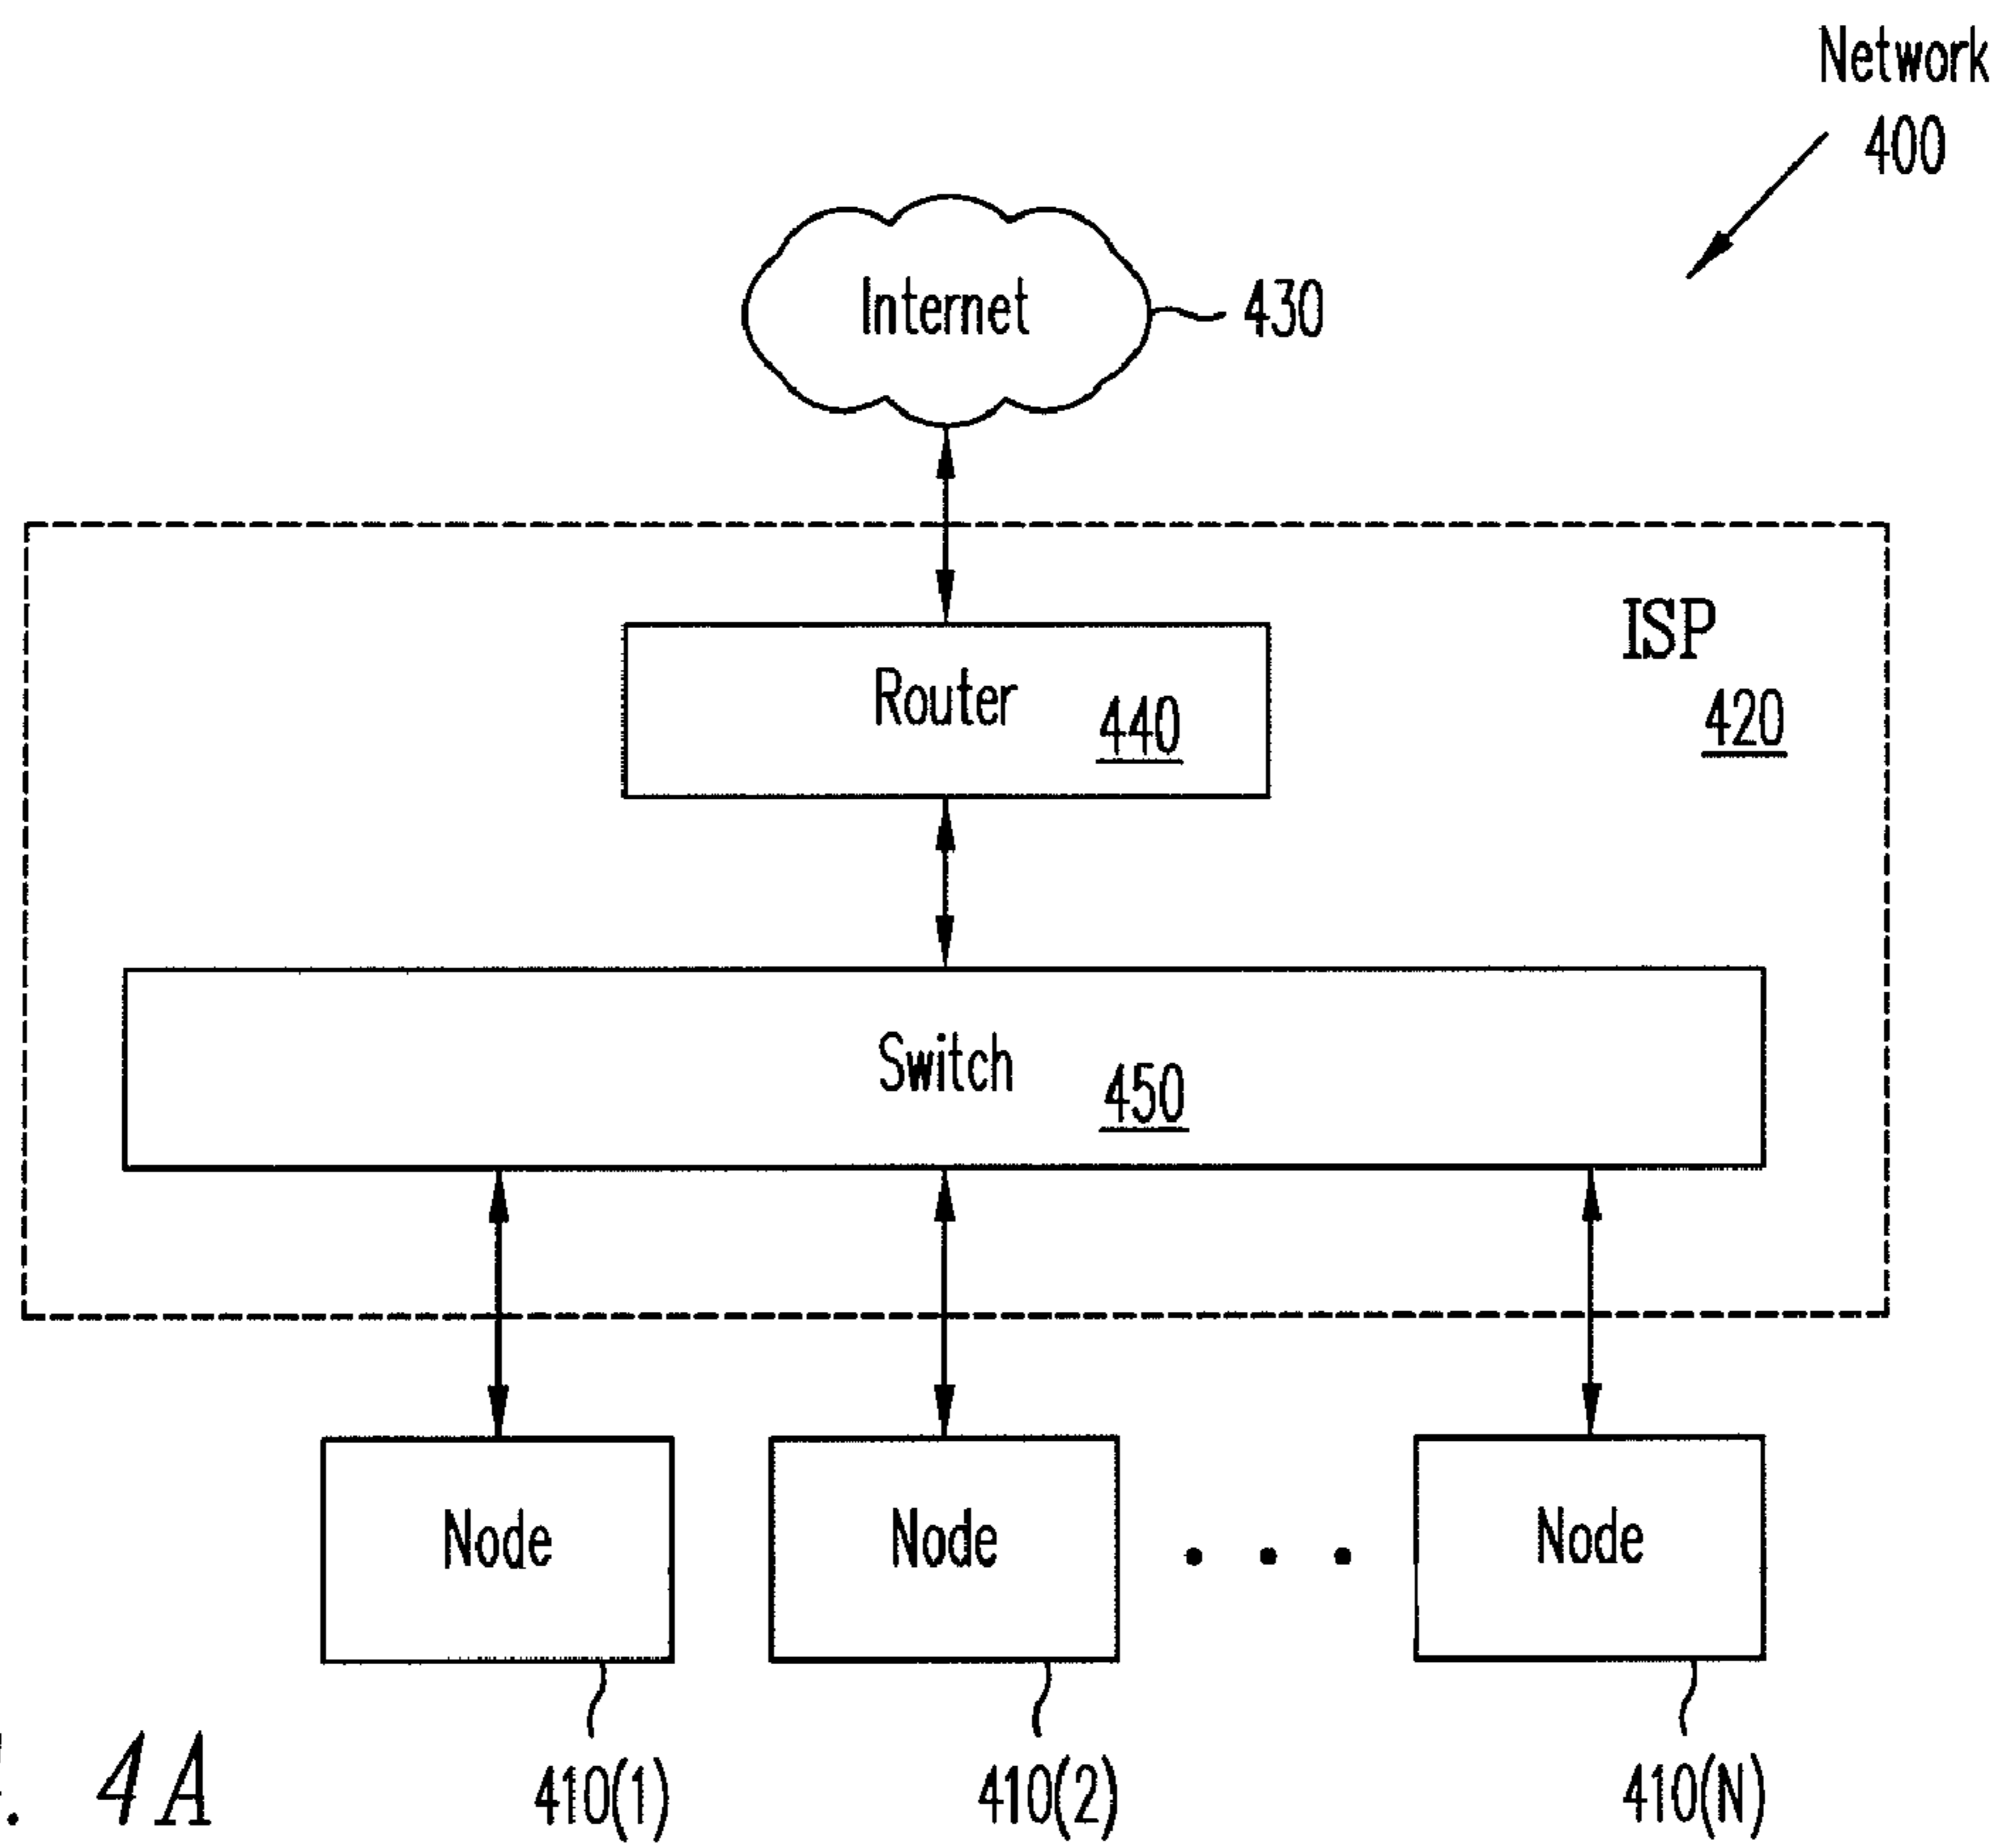 Network
400
Internet
430
ISP
420
Router
440
Switch
450
Node
Node
Node
410(1)
410(2)
410(N)
4A